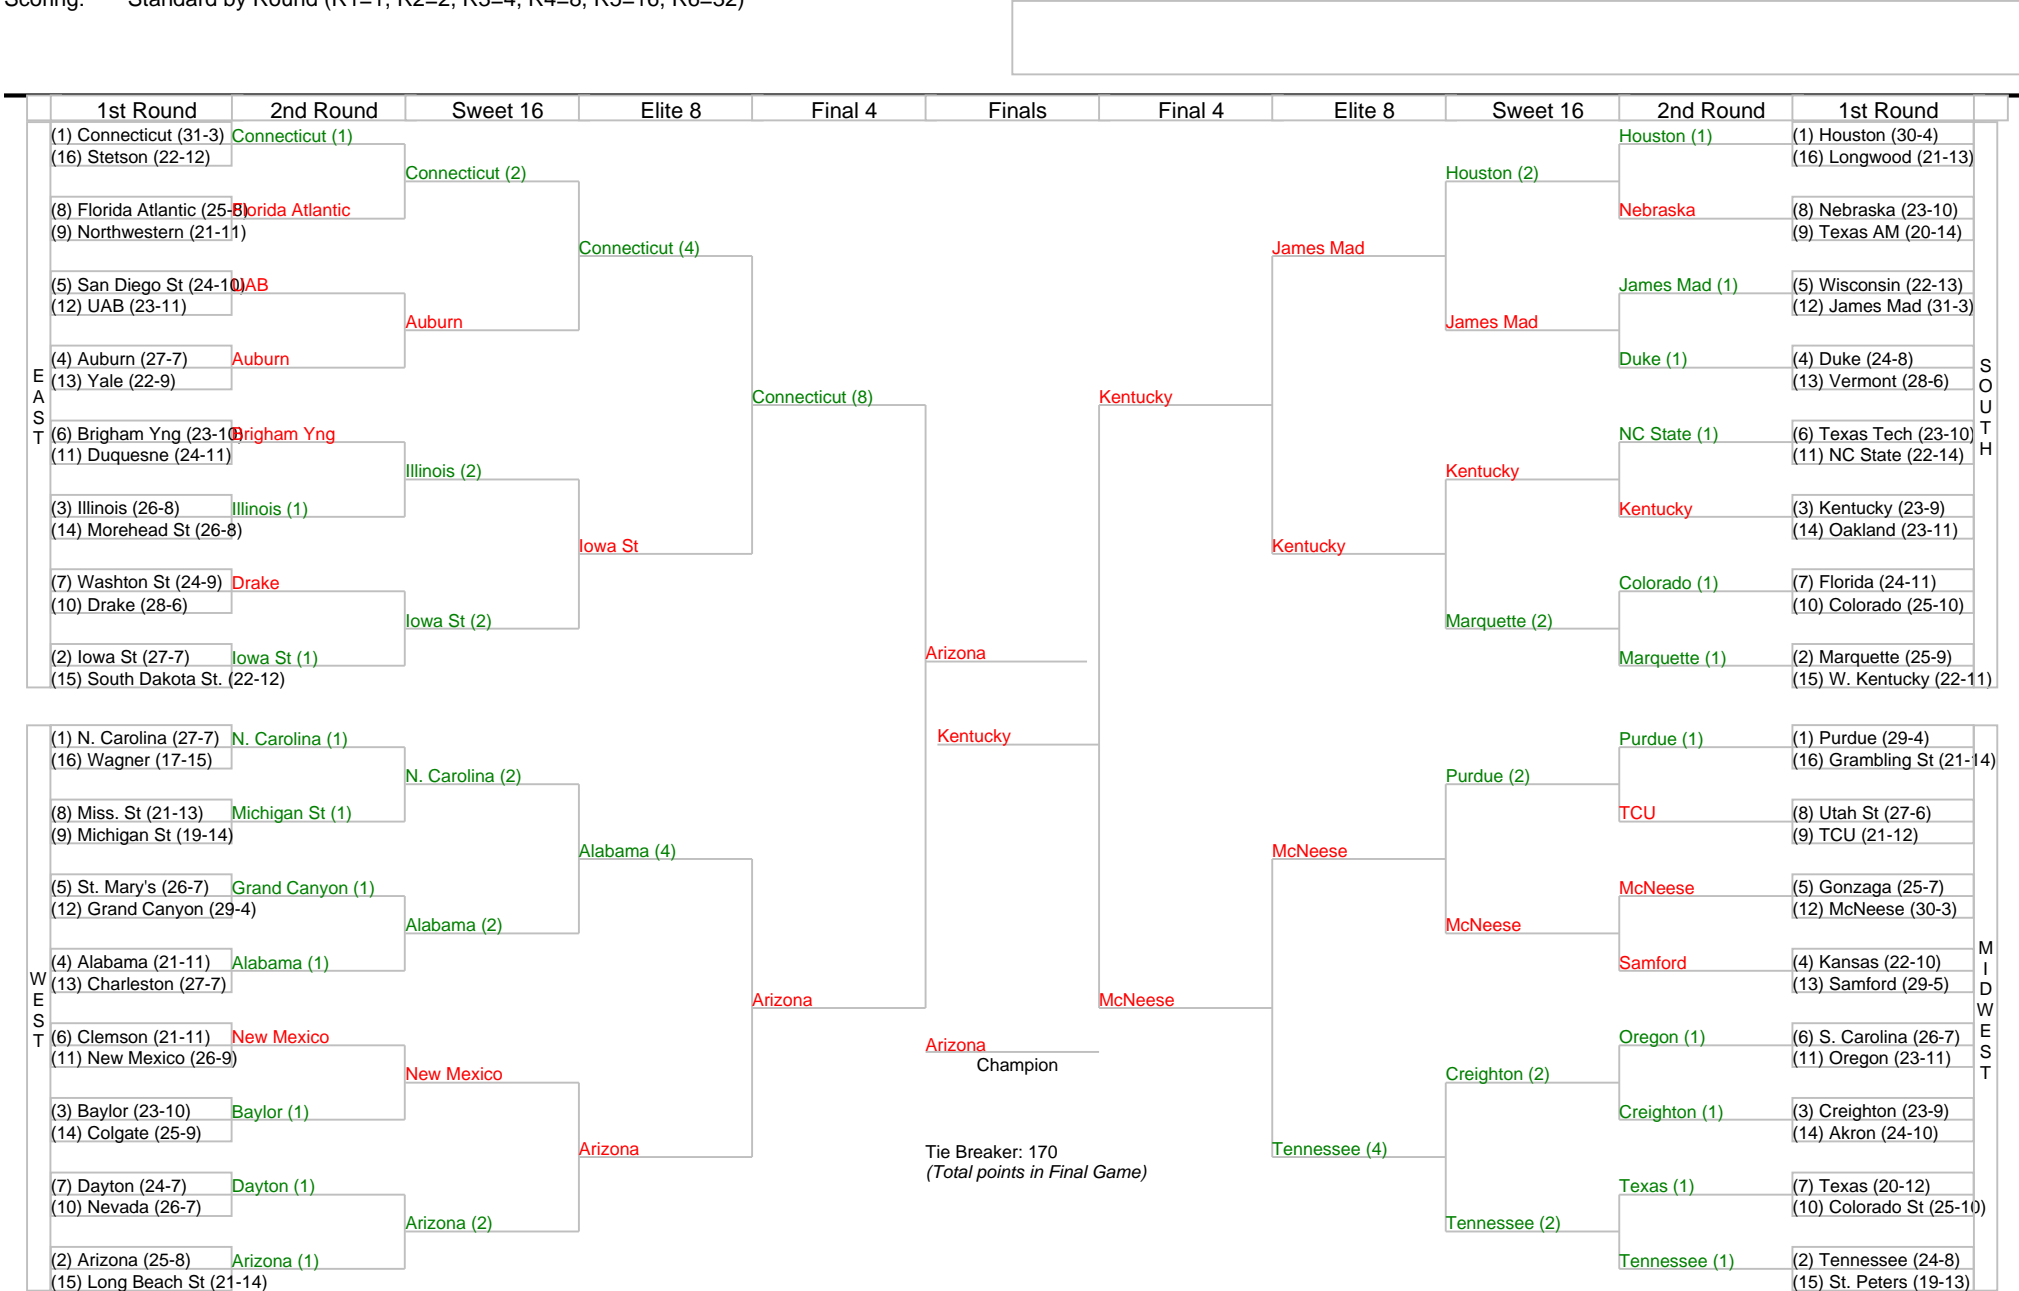 Scoring: Standard by Round (R1=1, R2=2, R3=4, R4=8, R5=16, R6=32)
1st Round 2nd Round Sweet 16 Elite 8 Final 4 Finals Final 4 Elite 8 Sweet 16 2nd Round 1st Round
EAST
(1) Connecticut (31-3)
(16) Stetson (22-12)
(8) Florida Atlantic (25-8)
(9) Northwestern (21-11)
(5) San Diego St (24-10)
(12) UAB (23-11)
(4) Auburn (27-7)
(13) Yale (22-9)
(6) Brigham Yng (23-10)
(11) Duquesne (24-11)
(3) Illinois (26-8)
(14) Morehead St (26-8)
(7) Washton St (24-9)
(10) Drake (28-6)
(2) Iowa St (27-7)
(15) South Dakota St. (22-12)
Connecticut (1)
Florida Atlantic
UAB
Auburn
Brigham Yng
Illinois (1)
Drake
Iowa St (1)
Connecticut (2)
Auburn
Illinois (2)
Iowa St (2)
Connecticut (4)
Iowa St
Connecticut (8)
WEST
(1) N. Carolina (27-7)
(16) Wagner (17-15)
(8) Miss. St (21-13)
(9) Michigan St (19-14)
(5) St. Mary's (26-7)
(12) Grand Canyon (29-4)
(4) Alabama (21-11)
(13) Charleston (27-7)
(6) Clemson (21-11)
(11) New Mexico (26-9)
(3) Baylor (23-10)
(14) Colgate (25-9)
(7) Dayton (24-7)
(10) Nevada (26-7)
(2) Arizona (25-8)
(15) Long Beach St (21-14)
N. Carolina (1)
Michigan St (1)
Grand Canyon (1)
Alabama (1)
New Mexico
Baylor (1)
Dayton (1)
Arizona (1)
N. Carolina (2)
Alabama (2)
New Mexico
Arizona (2)
Alabama (4)
Arizona
Arizona
Arizona
Kentucky
Arizona
Champion
Tie Breaker: 170
(Total points in Final Game)
Kentucky
James Mad
Kentucky
Houston (2)
James Mad
Kentucky
Marquette (2)
Houston (1)
Nebraska
James Mad (1)
Duke (1)
NC State (1)
Kentucky
Colorado (1)
Marquette (1)
(1) Houston (30-4)
(16) Longwood (21-13)
(8) Nebraska (23-10)
(9) Texas AM (20-14)
(5) Wisconsin (22-13)
(12) James Mad (31-3)
(4) Duke (24-8)
(13) Vermont (28-6)
(6) Texas Tech (23-10)
(11) NC State (22-14)
(3) Kentucky (23-9)
(14) Oakland (23-11)
(7) Florida (24-11)
(10) Colorado (25-10)
(2) Marquette (25-9)
(15) W. Kentucky (22-11)
SOUTH
McNeese
McNeese
Tennessee (4)
Purdue (2)
McNeese
Creighton (2)
Tennessee (2)
Purdue (1)
TCU
McNeese
Samford
Oregon (1)
Creighton (1)
Texas (1)
Tennessee (1)
(1) Purdue (29-4)
(16) Grambling St (21-14)
(8) Utah St (27-6)
(9) TCU (21-12)
(5) Gonzaga (25-7)
(12) McNeese (30-3)
(4) Kansas (22-10)
(13) Samford (29-5)
(6) S. Carolina (26-7)
(11) Oregon (23-11)
(3) Creighton (23-9)
(14) Akron (24-10)
(7) Texas (20-12)
(10) Colorado St (25-10)
(2) Tennessee (24-8)
(15) St. Peters (19-13)
MIDWEST